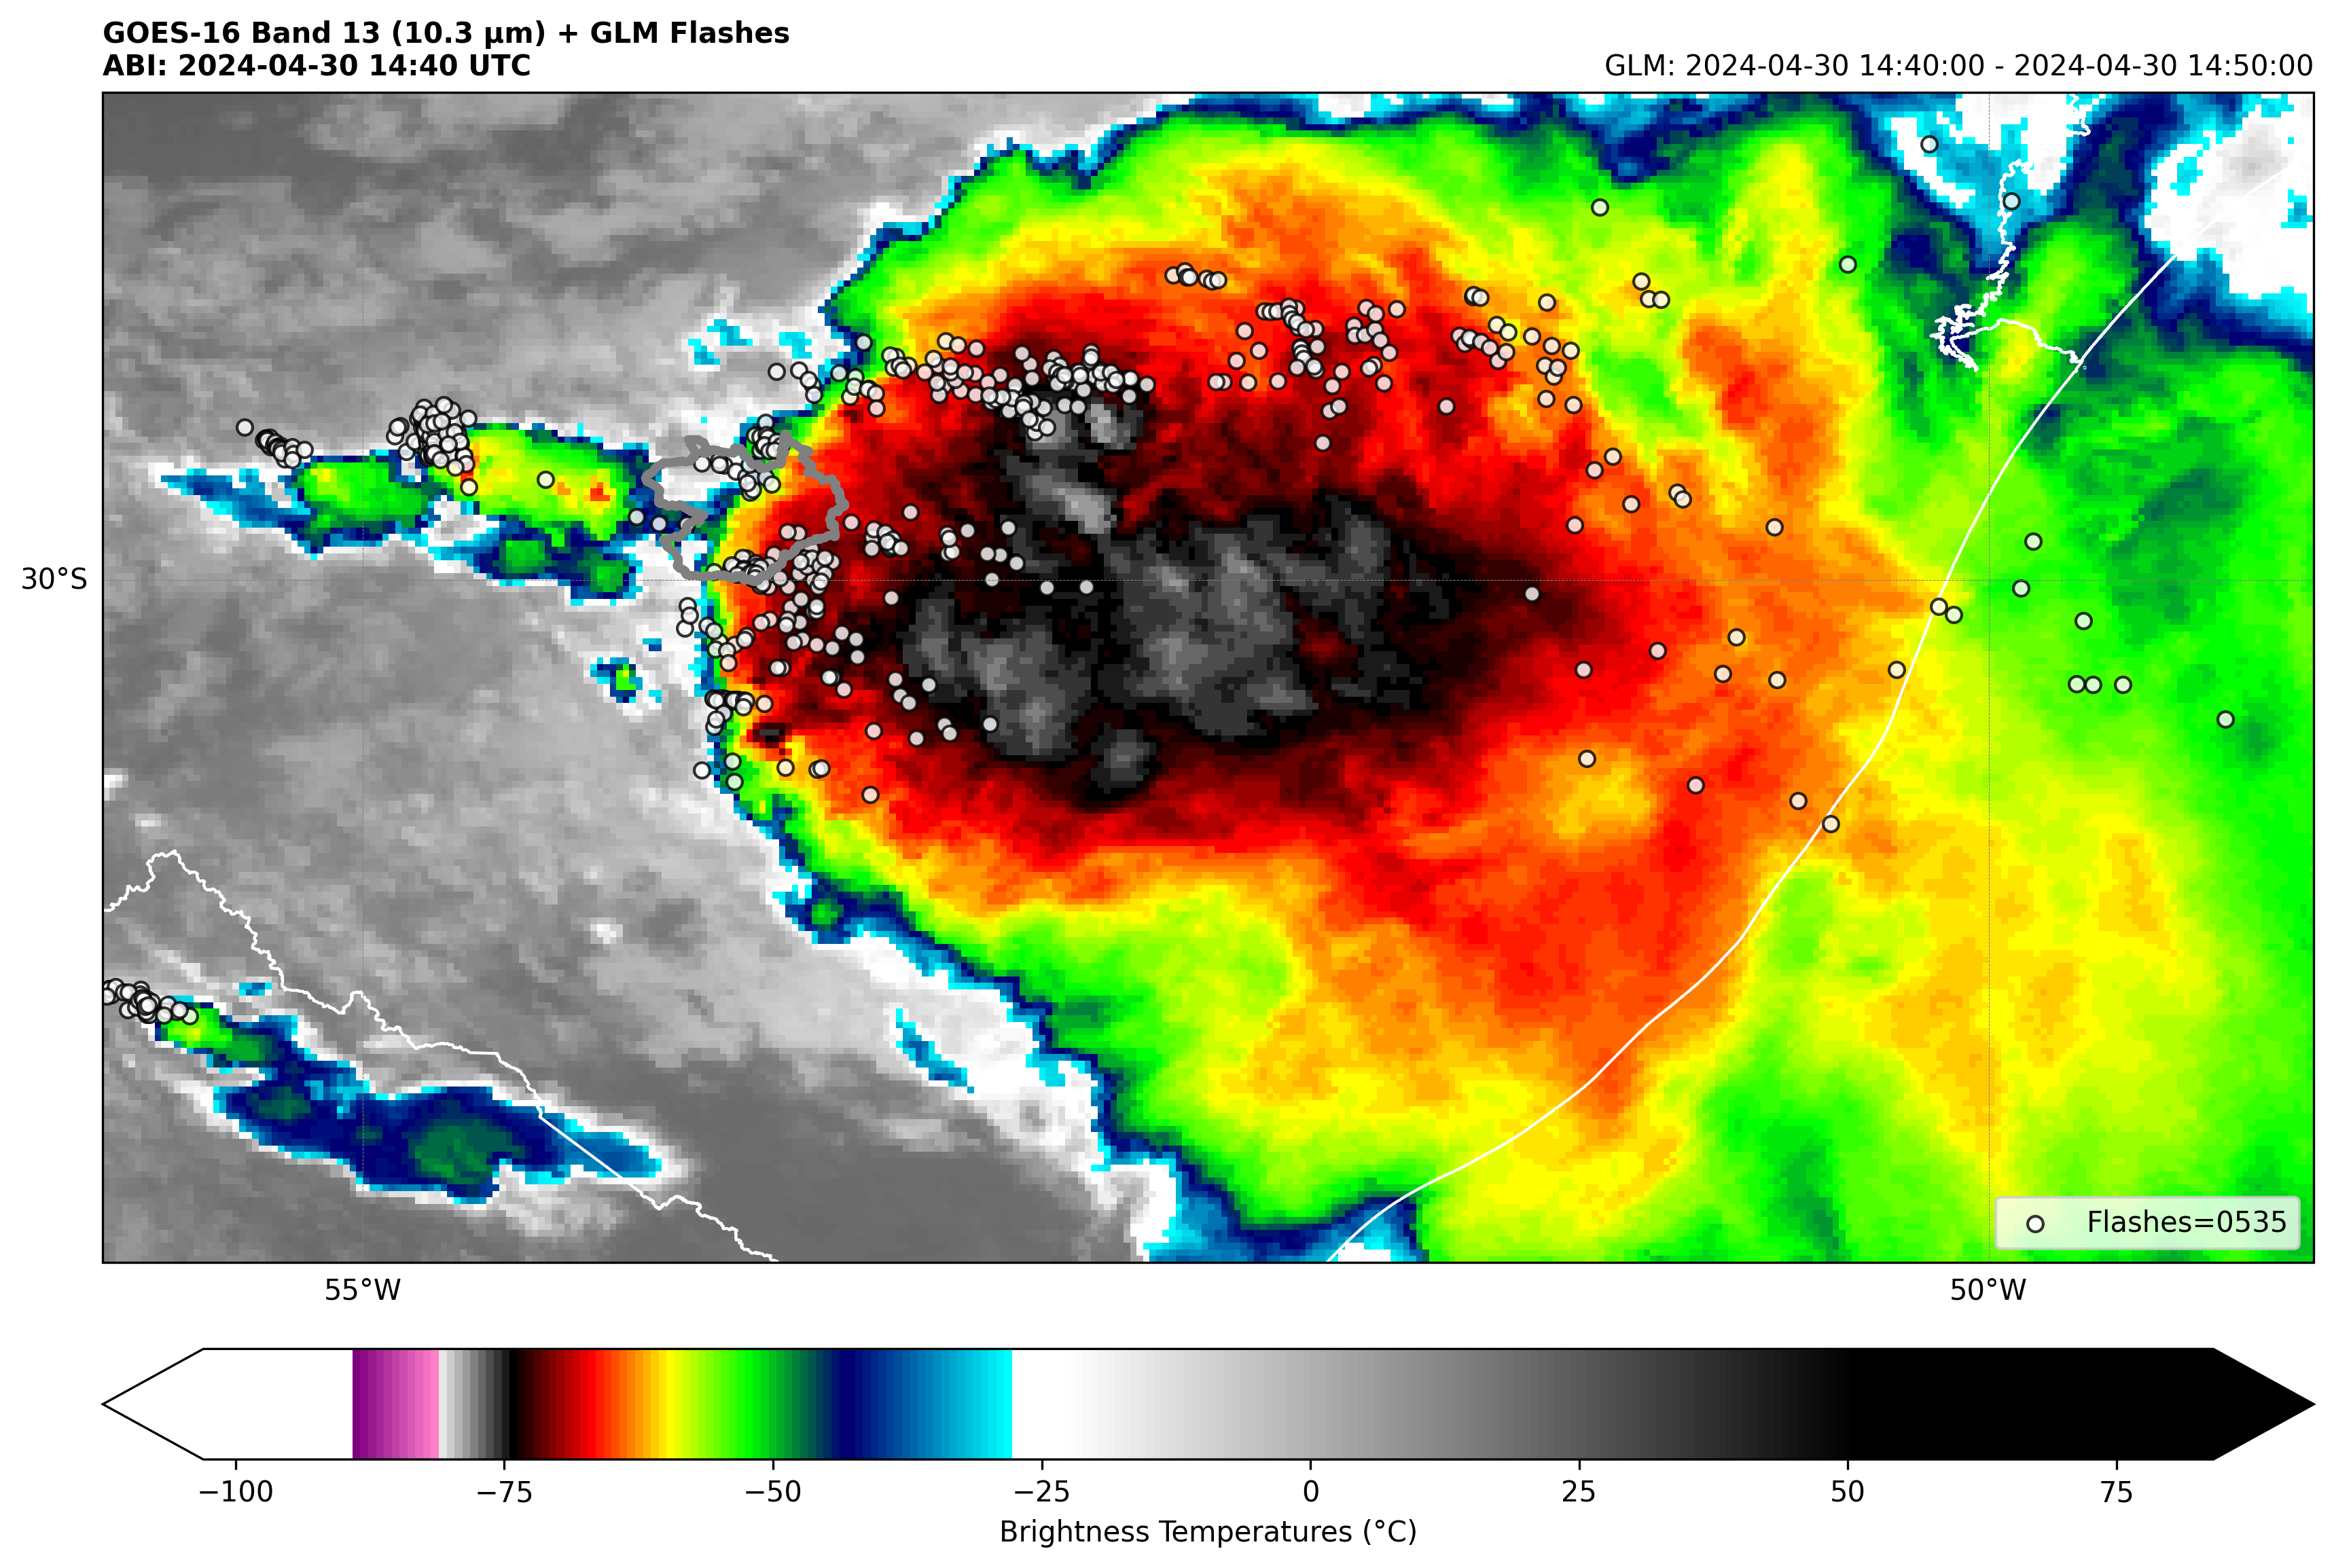 GOES-16 Band 13 (10.3 µm) + GLM Flashes
ABI: 2024-04-30 14:40 UTC
GLM: 2024-04-30 14:40:00 - 2024-04-30 14:50:00
30°S
Flashes=0535
55°W
50°W
−100 −75 −50 −25 0 25 50 75
Brightness Temperatures (°C)